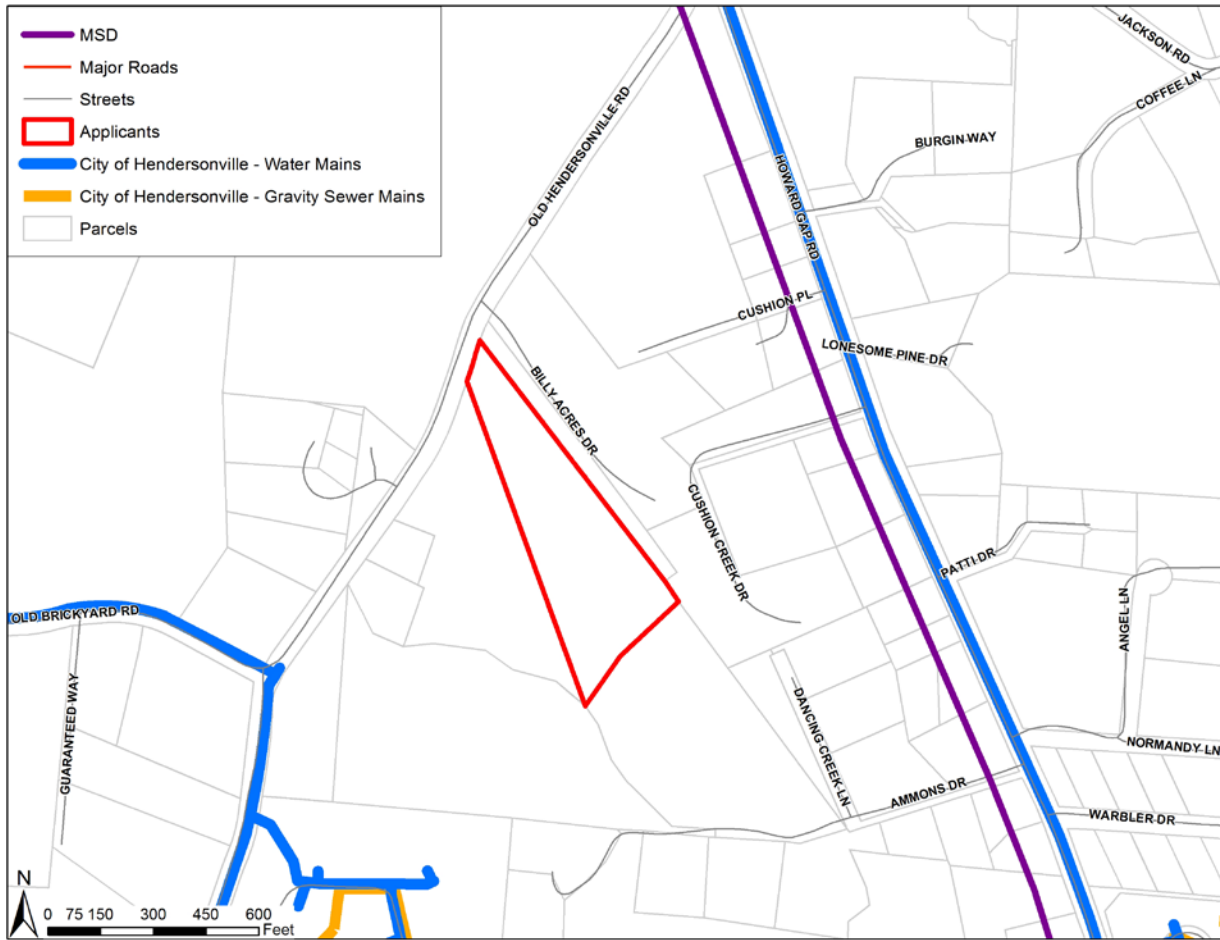 MSD
Major Roads
Streets
Applicants
City of Hendersonville - Water Mains
City of Hendersonville - Gravity Sewer Mains
Parcels
JACKSON RD
COFFEE LN
BURGIN WAY
OLD HENDERSONVILLE RD
HOWARD GAP RD
CUSHION PL
LONESOME PINE DR
BILLY ACRES DR
CUSHION CREEK DR
PATTI DR
ANGEL LN
OLD BRICKYARD RD
GUARANTEED WAY
DANCING CREEK LN
NORMANDY LN
AMMONS DR
WARBLER DR
N
0 75 150 300 450 600
Feet